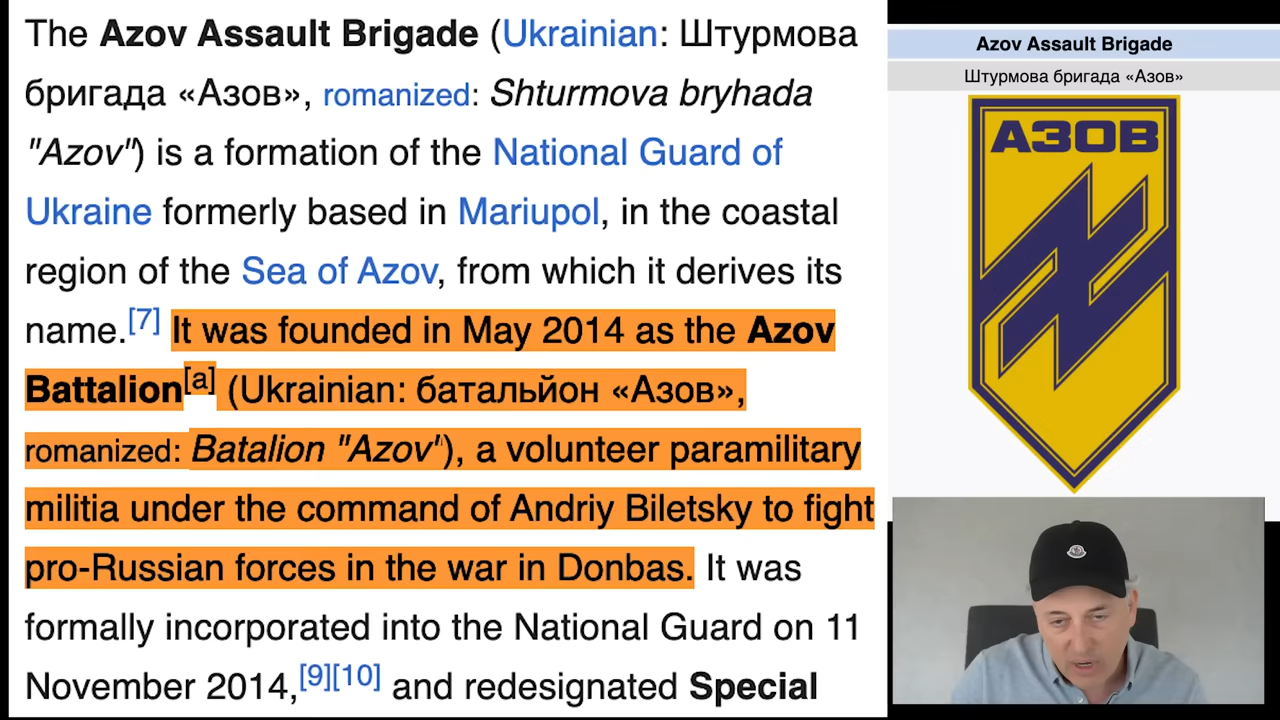 The Azov Assault Brigade (Ukrainian: Штурмова
бригада «Азов», romanized: Shturmova bryhada
"Azov") is a formation of the National Guard of
Ukraine formerly based in Mariupol, in the coastal
region of the Sea of Azov, from which it derives its
name.[7] It was founded in May 2014 as the Azov
Battalion[a] (Ukrainian: батальйон «Азов»,
romanized: Batalion "Azov"), a volunteer paramilitary
militia under the command of Andriy Biletsky to fight
pro-Russian forces in the war in Donbas. It was
formally incorporated into the National Guard on 11
November 2014,[9][10] and redesignated Special
Azov Assault Brigade
Штурмова бригада «Азов»
АЗОВ